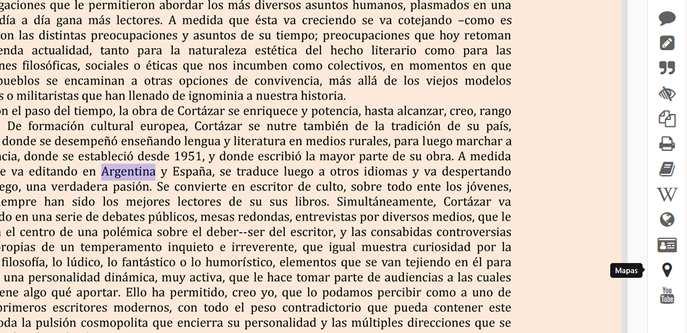 gaciones que le permitieron abordar los más diversos asuntos humanos, plasmados en una
día a día gana más lectores. A medida que ésta va creciendo se va cotejando –como es
on las distintas preocupaciones y asuntos de su tiempo; preocupaciones que hoy retoman
enda actualidad, tanto para la naturaleza estética del hecho literario como para las
nes filosóficas, sociales o éticas que nos incumben como colectivos, en momentos en que
pueblos se encaminan a otras opciones de convivencia, más allá de los viejos modelos
s o militaristas que han llenado de ignominia a nuestra historia.
on el paso del tiempo, la obra de Cortázar se enriquece y potencia, hasta alcanzar, creo, rango
. De formación cultural europea, Cortázar se nutre también de la tradición de su país,
donde se desempeñó enseñando lengua y literatura en medios rurales, para luego marchar a
ncia, donde se estableció desde 1951, y donde escribió la mayor parte de su obra. A medida
e va editando en Argentina y España, se traduce luego a otros idiomas y va despertando
ego, una verdadera pasión. Se convierte en escritor de culto, sobre todo ente los jóvenes,
iempre han sido los mejores lectores de su sus libros. Simultáneamente, Cortázar va
do en una serie de debates públicos, mesas redondas, entrevistas por diversos medios, que le
n el centro de una polémica sobre el deber--ser del escritor, y las consabidas controversias
propias de un temperamento inquieto e irreverente, que igual muestra curiosidad por la
filosofía, lo lúdico, lo fantástico o lo humorístico, elementos que se van tejiendo en él para
una personalidad dinámica, muy activa, que le hace tomar parte de audiencias a las cuales
ene algo qué aportar. Ello ha permitido, creo yo, que lo podamos percibir como a uno de
primeros escritores modernos, con todo el peso contradictorio que pueda contener este
oda la pulsión cosmopolita que encierra su personalidad y las múltiples direcciones que se
W
Mapas
You
Tube